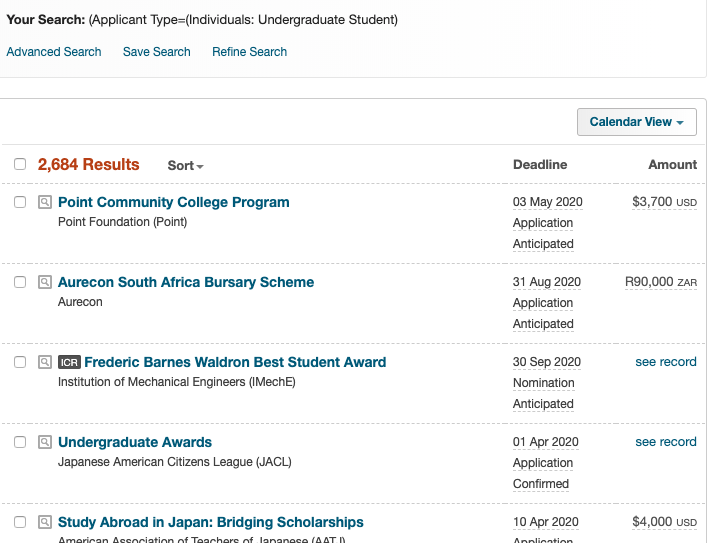 Your Search: (Applicant Type=(Individuals: Undergraduate Student)
Advanced Search Save Search Refine Search
Calendar View
2,684 Results Sort Deadline Amount
Point Community College Program 03 May 2020 $3,700 USD
Point Foundation (Point) Application
Anticipated
Aurecon South Africa Bursary Scheme 31 Aug 2020 R90,000 ZAR
Aurecon Application
Anticipated
ICR Frederic Barnes Waldron Best Student Award 30 Sep 2020 see record
Institution of Mechanical Engineers (IMechE) Nomination
Anticipated
Undergraduate Awards 01 Apr 2020 see record
Japanese American Citizens League (JACL) Application
Confirmed
Study Abroad in Japan: Bridging Scholarships 10 Apr 2020 $4,000 USD
American Association of Teachers of Japanese (AATJ) Application